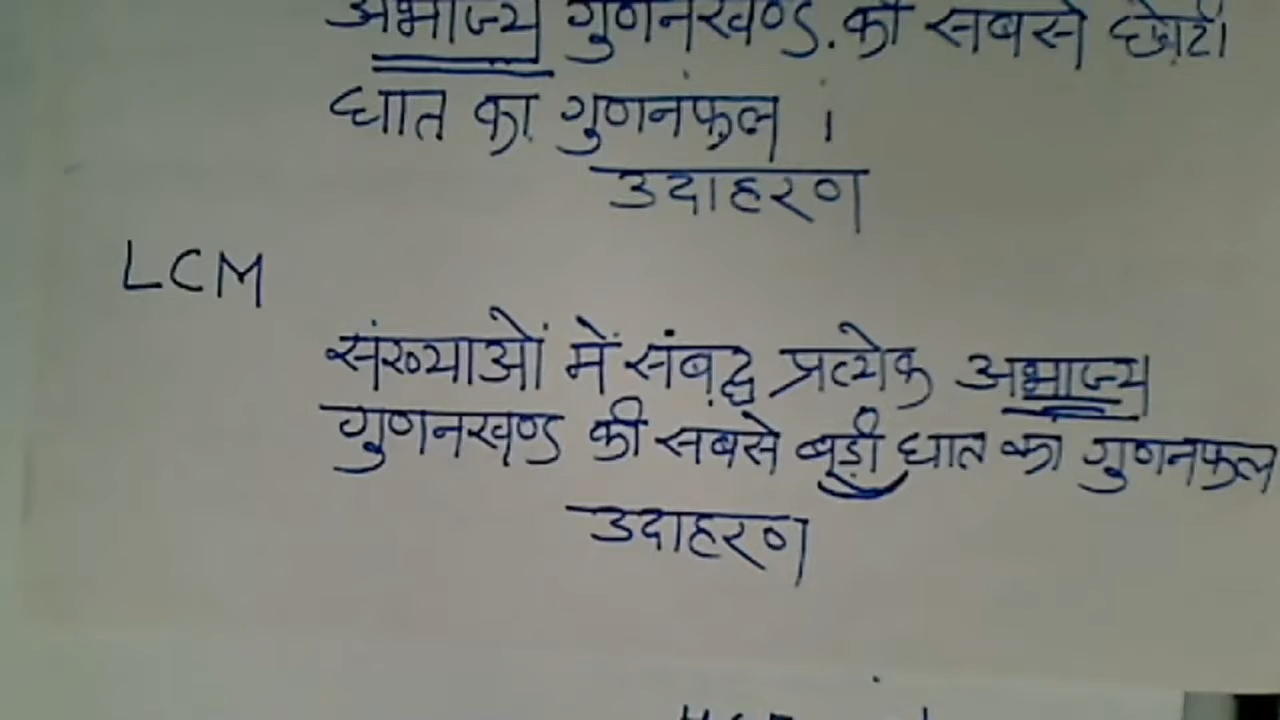 अभाज्य गुणनखण्ड की सबसे छोटी
घात का गुणनफल ।
उदाहरण
LCM
संख्याओं में संबद्ध प्रत्येक अभाज्य
गुणनखण्ड की सबसे बड़ी घात का गुणनफल
उदाहरण